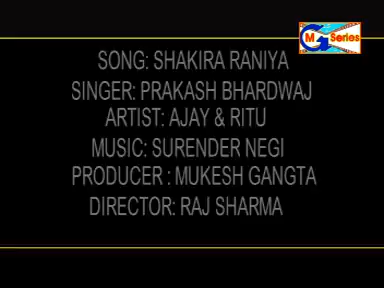 MG Series
SONG: SHAKIRA RANIYA
SINGER: PRAKASH BHARDWAJ
ARTIST: AJAY & RITU
MUSIC: SURENDER NEGI
PRODUCER : MUKESH GANGTA
DIRECTOR: RAJ SHARMA